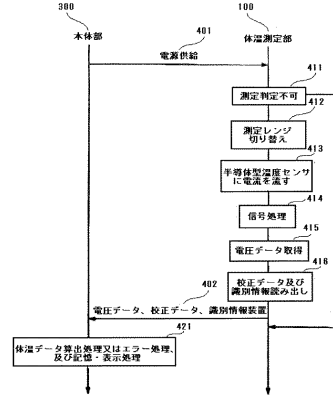 300
100
本体部
401
体温測定部
電源供給
411
測定判定不可
412
測定レンジ
切り替え
413
半導体型温度センサ
に電流を流す
414
信号処理
415
電圧データ取得
416
校正データ及び
識別情報読み出し
402
電圧データ、校正データ、識別情報装置
421
体温データ算出処理又はエラー処理、
及び記憶・表示処理